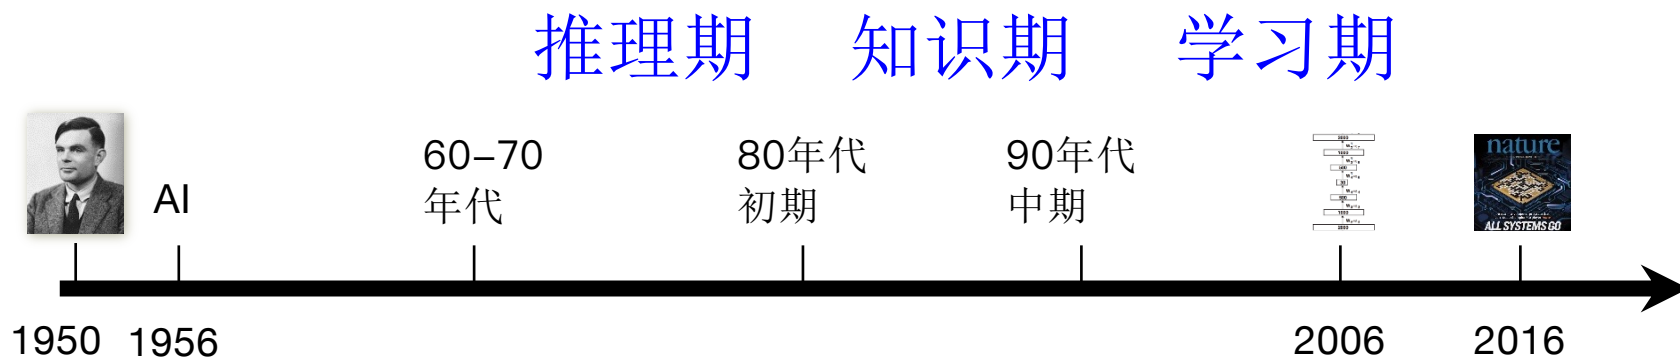 推理期 知识期 学习期
AI
60-70
年代
80年代
初期
90年代
中期
nature
ALL SYSTEMS GO
1950 1956 2006 2016